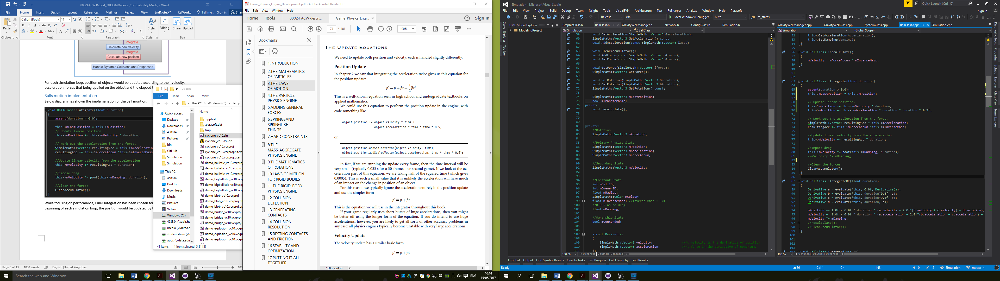 08024ACW Report_201308286.docx [Compatibility Mode] - Word
File Home Insert Design Layout References Mailings Review View EndNote X7 RefWorks Tell me... Sign in Share
Paste
Calibri (Body) 11
Styles
Editing
Share Upload
Clipboard Font Paragraph Styles Box
integrate
Calculate new velocity
integrate
Calculate new position
Handle Dynamic Collisions and Responses
For each simulation loop, position of objects would be updated according to their velocity,
acceleration, forces that being applied on the object and the elapsed t
Balls motion implementation
Below diagram has shown the implemenation of the ball montion.
void BallClass::Integrate(float duration)
{
assert(duration > 0.0);
this->mLastPosition = this->mPosition;
// Update linear position.
this->mPosition += this->mVelocity * duration;
// Work out the acceleration from the force.
SimpleMath::Vector3 resultingAcc = this->mAcceleration
resultingAcc += this->mForceAccum *this->mInverseMass
//Update linear velocity from the acceleration
this->mVelocity += resultingAcc * duration;
//Impose drag
this->mVelocity *= powf(this->mDamping, duration);
//Clear the forces
ClearAccumulator();
}
While focusing on performance, Euler Integration has been chosen for
beginning of each simulation loop, the position would be updated by t
Page 5 of 13 1080 words English (United Kingdom) 100
vs2010
File Home Share View
This PC Windows (C:) Temp
Name
Quick access
Desktop
Downloads
468834
Pictures
bin
GitHub
Simulation
Simulation
This PC
468834
Desktop
Downloads
Music
Pictures
Videos
Windows (C:)
468834 (\\adir.hu
media (\\data.ac
studentshare (\\
apps (\\data.adi
.cpptest
.parasoft.dat
tmp
cyclone_vc10.sln
cyclone_vc10.VC.db
cyclone_vc10.vcxproj
cyclone_vc10.vcxproj.filters
cyclone_vc10.vcxproj.user
demo_ballistic_vc10.vcxproj
demo_ballistic_vc10.vcxproj
demo_ballistic_vc10.vcxproj
demo_bigballistic_vc10.vcxp
demo_bigballistic_vc10.vcxp
demo_bigballistic_vc10.vcxp
demo_blob_vc10.vcxproj
demo_blob_vc10.vcxproj.filt
demo_blob_vc10.vcxproj.us
demo_bridge_vc10.vcxproj
demo_bridge_vc10.vcxproj.
demo_bridge_vc10.vcxproj.
demo_explosion_vc10.vcxpr
demo_explosion_vc10.vcxpr
41 items 1 item selected 5.81 KB
Game_Physics_Engine_Development.pdf - Adobe Acrobat Reader DC
File Edit View Window Help
Home Tools 08024 ACW descri... Game_Physics_Engi... Sign In
74 / 481 100%
Bookmarks
1.INTRODUCTION
2.THE MATHEMATICS
OF PARTICLES
3.THE LAWS
OF MOTION
4.THE PARTICLE
PHYSICS ENGINE
5.ADDING GENERAL
FORCES
6.SPRINGSAND
SPRINGLIKE
THINGS
7.HARD CONSTRAINTS
8.THE
MASS-AGGREGATE
PHYSICS ENGINE
9.THE MATHEMATICS
OF ROTATIONS
10.LAWS OF MOTION
FOR RIGID BODIES
11.THE RIGID-BODY
PHYSICS ENGINE
12.COLLISION
DETECTION
13.GENERATING
CONTACTS
14.COLLISION
RESOLUTION
15.RESTING CONTACTS
AND FRICTION
16.STABILITY AND
OPTIMIZATION
17.PUTTING IT ALL
TOGETHER
THE UPDATE EQUATIONS
We need to update both position and velocity; each is handled slightly differently.
Position Update
In chapter 2 we saw that integrating the acceleration twice gives us this equation for
the position update:
p′ = p + ṗt + 1/2 p̈t²
This is a well-known equation seen in high school and undergraduate textbooks on
applied mathematics.
We could use this equation to perform the position update in the engine, with
code something like
object.position += object.velocity * time +
object.acceleration * time * time * 0.5;
or
object.position.addScaledVector(object.velocity, time);
object.position.addScaledVector(object.acceleration, time * time * 0.5);
In fact, if we are running the update every frame, then the time interval will be
very small (typically 0.033 s for a 30-frames-per-second game). If we look at the ac-
celeration part of this equation, we are taking half of the squared time (which gives
0.0005). This is such a small value that it is unlikely the acceleration will have much
of an impact on the change in position of an object.
For this reason we typically ignore the acceleration entirely in the position update
and use the simpler form
p′ = p + ṗt
This is the equation we will use in the integrator throughout this book.
If your game regularly uses short bursts of huge accelerations, then you might
be better off using the longer form of the equation. If you do intend to use huge
accelerations, however, you are likely to get all sorts of other accuracy problems in
any case: all physics engines typically become unstable with very large accelerations.
Velocity Update
The velocity update has a similar basic form
ṗ′ = ṗ + p̈t
7.50 x 9.24 in
Search the web and Windows
ENG 10:14
15/05/2017
Simulation - Microsoft Visual Studio
Quick Launch (Ctrl+Q)
File Edit View Project Build Debug Team Nsight Tools VisualSVN Architecture Test ReSharper Analyze Window Help Parasoft Sign in
Release x64 Local Windows Debugger Auto m_states
Server Explorer Toolbox
UML Model Explorer
ModelingProject
GraphicClass.h BallClass.h GravityWellManager.h Network.h ConfigClass.h Simulation.h
Simulation BallClass
59 void GetAccleration(SimpleMath::Vector3 &acceleration);
60 SimpleMath::Vector3 GetAccleration() const;
61 void AddAcceleration(const SimpleMath::Vector3 &acce);
62
63 void ClearAccumulator();
64 void AddForce(const SimpleMath::Vector3 &force);
65 void SetForce(const SimpleMath::Vector3 &force);
66
67 void GetForce(SimpleMath::Vector3 &force);
68 SimpleMath::Vector3 GetForce();
69
70 void SetRotation(SimpleMath::Vector3 &Rotation);
71 void GetRotation(SimpleMath::Vector3 &Rotation);
72 SimpleMath::Vector3 GetRotation() const;
73
74 SimpleMath::Vector3 mLastPosition;
75 bool mTransferable;
76 private:
77 void recalculate();
78
79
80
81 private:
82 //Rotation
83 SimpleMath::Vector3 mRotation;
84
85 //Primary Physics State
86 SimpleMath::Vector3 mPosition;
87 SimpleMath::Vector3 mAcceleration;
88 SimpleMath::Vector3 mForceAccum;
89
90 //Secondary State
91 SimpleMath::Vector3 mVelocity;
92
93
94 //Constant State
95 int mBallID;
96 int mOwnerID;
97 float mRadius;
98 SimpleMath::Color mColour;
99 float mInverseMass; //Inverse Mass = 1/m
100 //0.995 as no drag
101 float mDamping;
102
103 //Ownership State
104 bool mContended;
105
106
107 struct Derivative
108 {
109 SimpleMath::Vector3 velocity; ///< velocity is the derivative of position.
110 SimpleMath::Vector3 acceleration; ///< force in the derivative of momentum.
111 };
100 % 0 changes | 0 authors, 0 changes
GravityWellManager.cpp GravityWellClass.cpp SystemClass.cpp BallClass.cpp* Simulation.cpp
Simulation (Global Scope)
52 this->SetAcceleration(Accerleration);
53 this->SetDamping(damping);
54 }
55
56 void BallClass::recalculate()
57 {
58 mVelocity = mForceAccum * mInverseMass;
59 }
60
61
62
63 void BallClass::Integrate(float duration)
64 {
65 assert(duration > 0.0);
66 this->mLastPosition = this->mPosition;
67
68 // Update linear position.
69 this->mPosition += this->mVelocity * duration;
70 this->mPosition += this->mAcceleration * duration * duration * 0.5f;
71
72 // Work out the acceleration from the force.
73 SimpleMath::Vector3 resultingAcc = this->mAcceleration;
74 resultingAcc += this->mForceAccum *this->mInverseMass;
75
76 //Update linear velocity from the acceleration
77 this->mVelocity += resultingAcc * duration;
78
79 //Impose drag
80 this->mVelocity *= powf(this->mDamping, duration);
81 //mVelocity *= mDamping;
82
83 //Clear the forces
84 ClearAccumulator();
85 }
86
87 void BallClass::IntegrateRK(float duration)
88 {
89 Derivative a = evaluate(*this, 0.0f, Derivative());
90 Derivative b = evaluate(*this, duration*0.5f, a);
91 Derivative c = evaluate(*this, duration*0.5f, b);
92 Derivative d = evaluate(*this, duration, c);
93
94 mPosition += 1.0f / 6.0f * duration * (a.velocity + 2.0f*(b.velocity + c.velocity) + d.velocity);
95 mVelocity += 1.0f / 6.0f * duration * (a.acceleration + 2.0f*(b.acceleration + c.acceleration) +
96 mVelocity *= mDamping;
97 //recalculate();
98 //ClearAccumulator();
99 }
100
101
102
103
100 % 0 changes | 0 authors, 0 changes
Diagnostic Tools Properties Solution Explorer Class View Team Explorer
Error List Output Find Symbol Results Quality Tasks Test Progress Call Hierarchy Find Results
Ready Ln 86 Col 1 Ch 1 INS 0 12 Simulation master